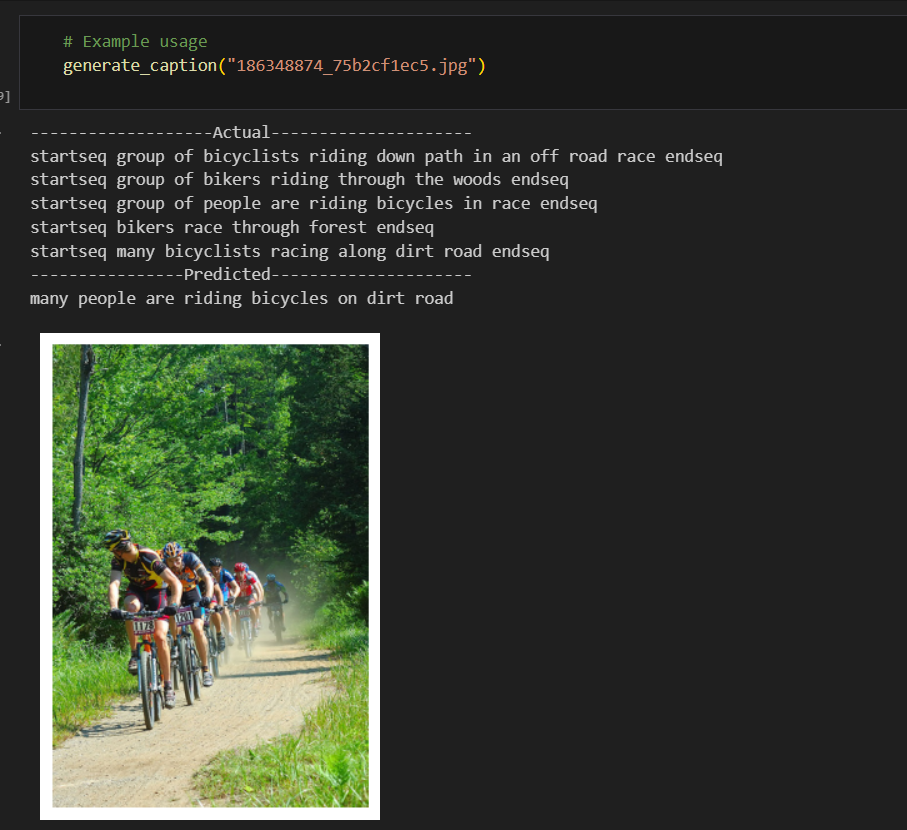 # Example usage
generate_caption("186348874_75b2cf1ec5.jpg")
9]
-------------------Actual---------------------
startseq group of bicyclists riding down path in an off road race endseq
startseq group of bikers riding through the woods endseq
startseq group of people are riding bicycles in race endseq
startseq bikers race through forest endseq
startseq many bicyclists racing along dirt road endseq
----------------Predicted---------------------
many people are riding bicycles on dirt road